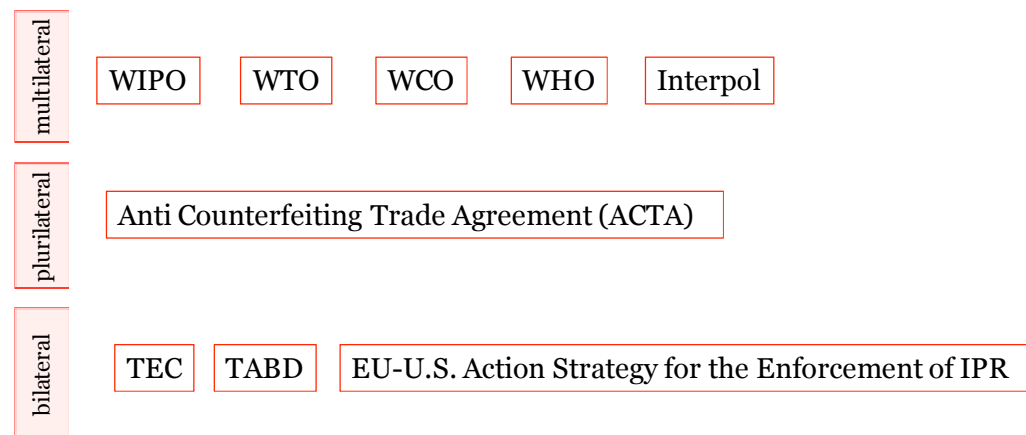 multilateral
WIPO
WTO
WCO
WHO
Interpol
plurilateral
Anti Counterfeiting Trade Agreement (ACTA)
bilateral
TEC
TABD
EU-U.S. Action Strategy for the Enforcement of IPR